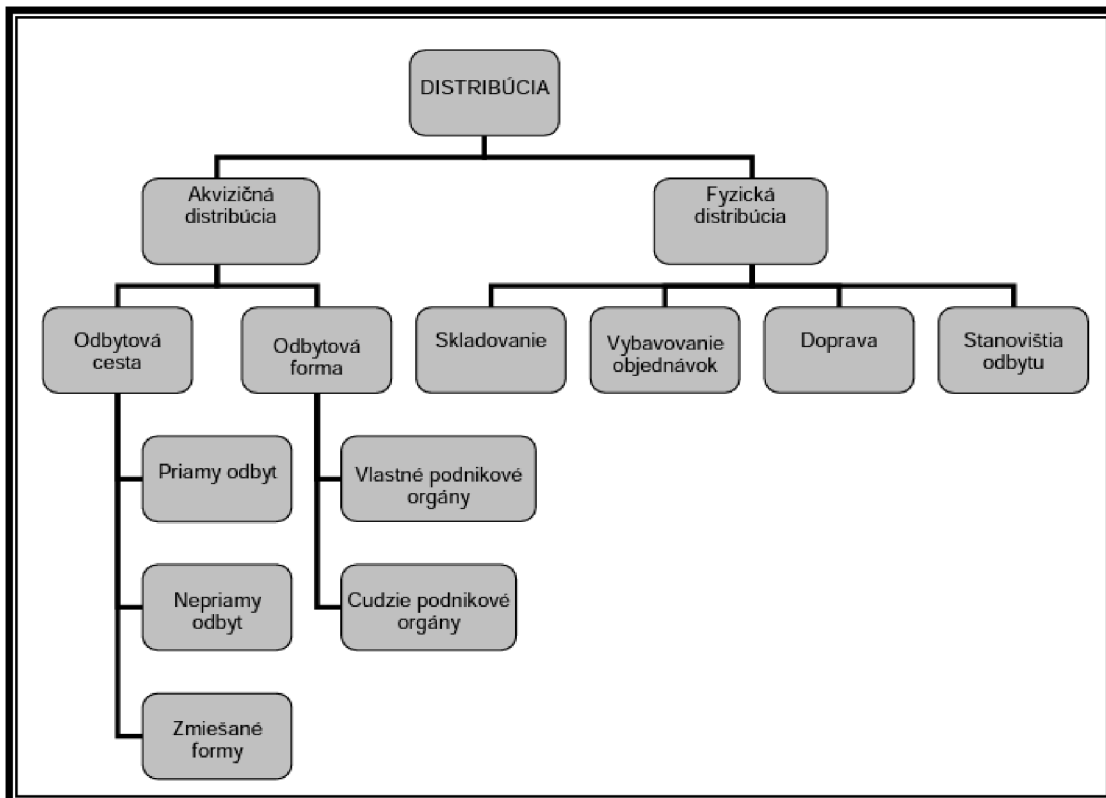 DISTRIBÚCIA
Akvizičná
distribúcia
Fyzická
distribúcia
Odbytová
cesta
Odbytová
forma
Skladovanie
Vybavovanie
objednávok
Doprava
Stanovištia
odbytu
Priamy odbyt
Vlastné podnikové
orgány
Nepriamy
odbyt
Cudzie podnikové
orgány
Zmiešané
formy